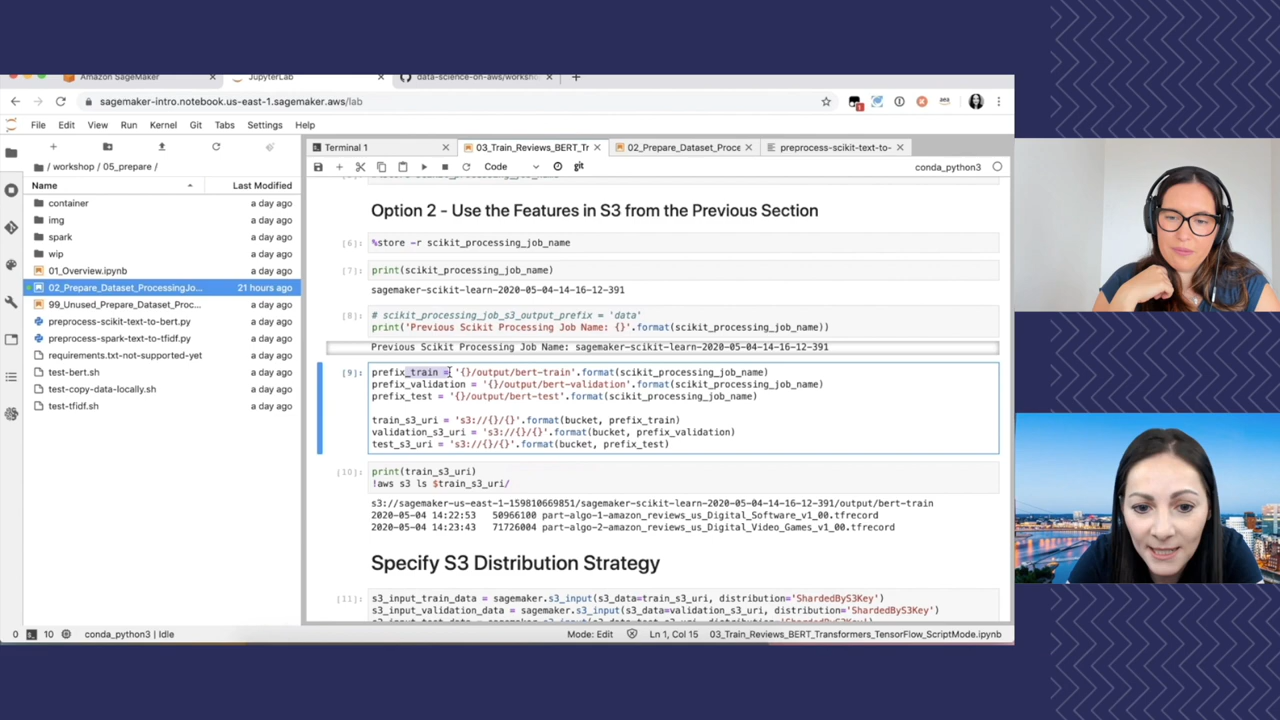 Amazon SageMaker
JupyterLab
data-science-on-aws/worksh
sagemaker-intro.notebook.us-east-1.sagemaker.aws/lab
File Edit View Run Kernel Git Tabs Settings Help
Terminal 1
03_Train_Reviews_BERT_Tr
02_Prepare_Dataset_Proce
preprocess-scikit-text-to-
/ workshop / 05_prepare /
Code
git
conda_python3
Name Last Modified
container a day ago
img a day ago
spark a day ago
wip a day ago
01_Overview.ipynb a day ago
02_Prepare_Dataset_ProcessingJo... 21 hours ago
99_Unused_Prepare_Dataset_Proc... a day ago
preprocess-scikit-text-to-bert.py a day ago
preprocess-spark-text-to-tfidf.py a day ago
requirements.txt-not-supported-yet a day ago
test-bert.sh a day ago
test-copy-data-locally.sh a day ago
test-tfidf.sh a day ago
Option 2 - Use the Features in S3 from the Previous Section
[6]: %store -r scikit_processing_job_name
[7]: print(scikit_processing_job_name)
sagemaker-scikit-learn-2020-05-04-14-16-12-391
[8]: # scikit_processing_job_s3_output_prefix = 'data'
print('Previous Scikit Processing Job Name: {}'.format(scikit_processing_job_name))
Previous Scikit Processing Job Name: sagemaker-scikit-learn-2020-05-04-14-16-12-391
[9]: prefix_train = '{}/output/bert-train'.format(scikit_processing_job_name)
prefix_validation = '{}/output/bert-validation'.format(scikit_processing_job_name)
prefix_test = '{}/output/bert-test'.format(scikit_processing_job_name)
train_s3_uri = 's3://{}/{}'.format(bucket, prefix_train)
validation_s3_uri = 's3://{}/{}'.format(bucket, prefix_validation)
test_s3_uri = 's3://{}/{}'.format(bucket, prefix_test)
[10]: print(train_s3_uri)
!aws s3 ls $train_s3_uri/
s3://sagemaker-us-east-1-159810669851/sagemaker-scikit-learn-2020-05-04-14-16-12-391/output/bert-train
2020-05-04 14:22:53 50966100 part-algo-1-amazon_reviews_us_Digital_Software_v1_00.tfrecord
2020-05-04 14:23:43 71726004 part-algo-2-amazon_reviews_us_Digital_Video_Games_v1_00.tfrecord
Specify S3 Distribution Strategy
[11]: s3_input_train_data = sagemaker.s3_input(s3_data=train_s3_uri, distribution='ShardedByS3Key')
s3_input_validation_data = sagemaker.s3_input(s3_data=validation_s3_uri, distribution='ShardedByS3Key')
0 10 conda_python3 | Idle
Mode: Edit Ln 1, Col 15 03_Train_Reviews_BERT_Transformers_TensorFlow_ScriptMode.ipynb